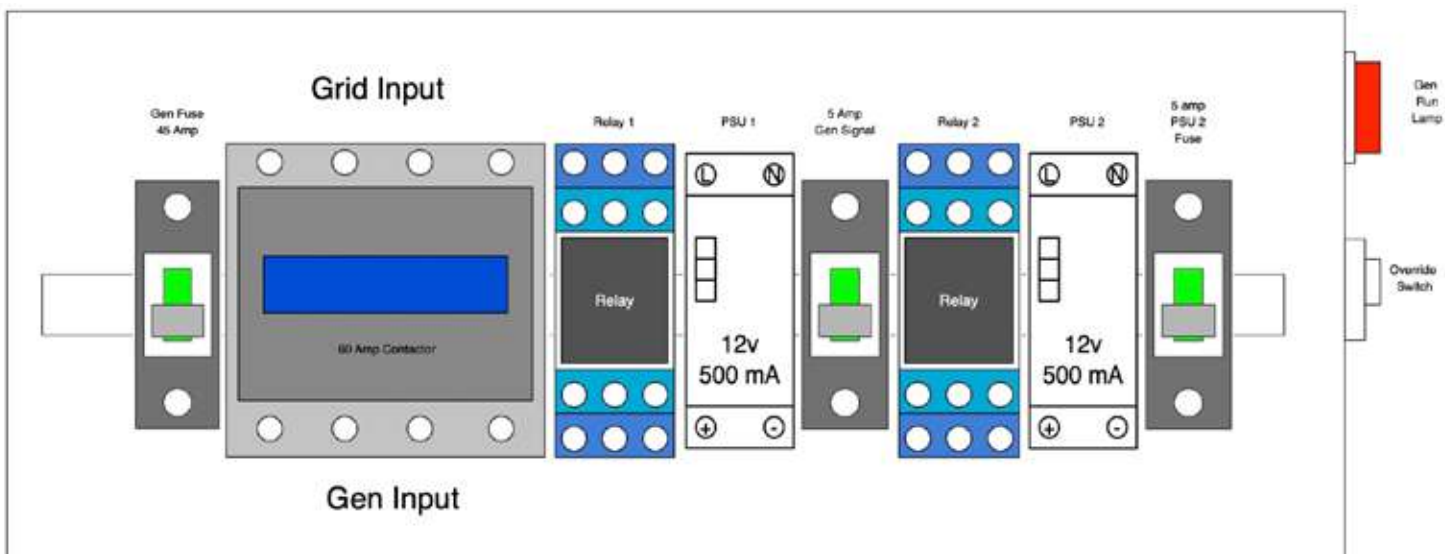 Grid Input
Gen Fuse
45 Amp
Relay 1
PSU 1
5 Amp
Gen Signal
Relay 2
PSU 2
5 amp
PSU 2
Fuse
Gen
Run
Lamp
L
N
L
N
Relay
Relay
Override
Switch
60 Amp Contactor
12v
500 mA
12v
500 mA
+
-
+
-
Gen Input